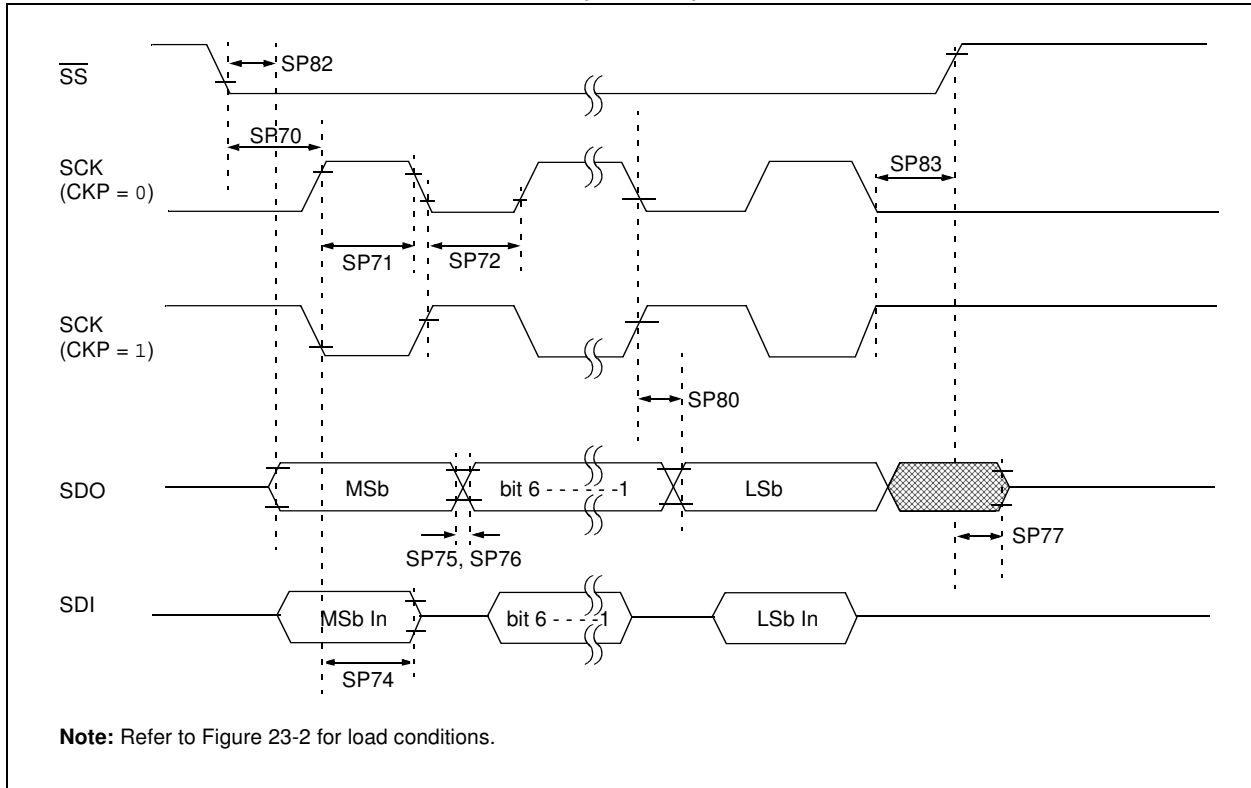 SS
SP82
SP70
SCK
(CKP = 0)
SP83
SP71
SP72
SCK
(CKP = 1)
SP80
SDO
MSb
bit 6 - - - - - -1
LSb
SP77
SP75, SP76
SDI
MSb In
bit 6 - - - -1
LSb In
SP74
Note: Refer to Figure 23-2 for load conditions.